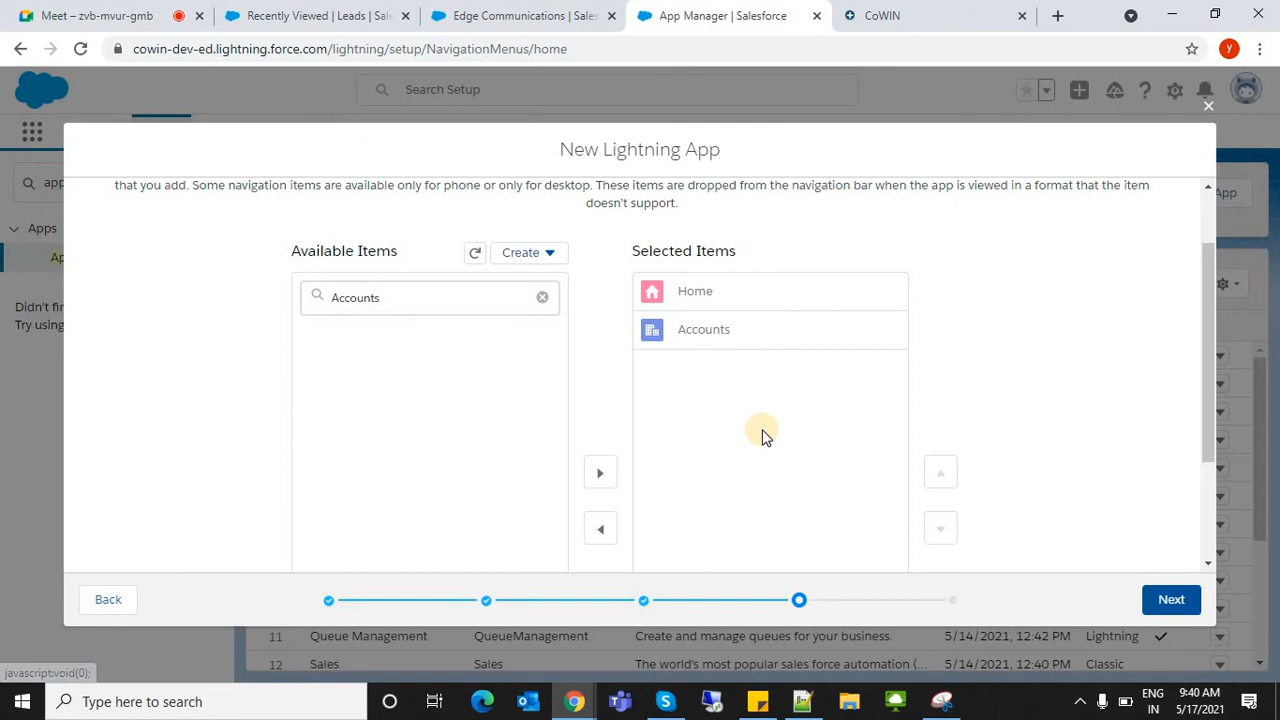 Meet – zvb-mvur-gmb
Recently Viewed | Leads | Sale
Edge Communications | Salesf
App Manager | Salesforce
CoWIN
cowin-dev-ed.lightning.force.com/lightning/setup/NavigationMenus/home
y
Search Setup
New Lightning App
that you add. Some navigation items are available only for phone or only for desktop. These items are dropped from the navigation bar when the app is viewed in a format that the item
doesn't support.
app
App
Apps
Ap
Available Items
Create
Selected Items
Accounts
Home
Accounts
Didn't fin
Try using
Back
Next
11 Queue Management QueueManagement Create and manage queues for your business. 5/14/2021, 12:42 PM Lightning
12 Sales Sales The world's most popular sales force automation (... 5/14/2021, 12:40 PM Classic
javascript:void(0);
Type here to search
ENG
IN
9:40 AM
5/17/2021